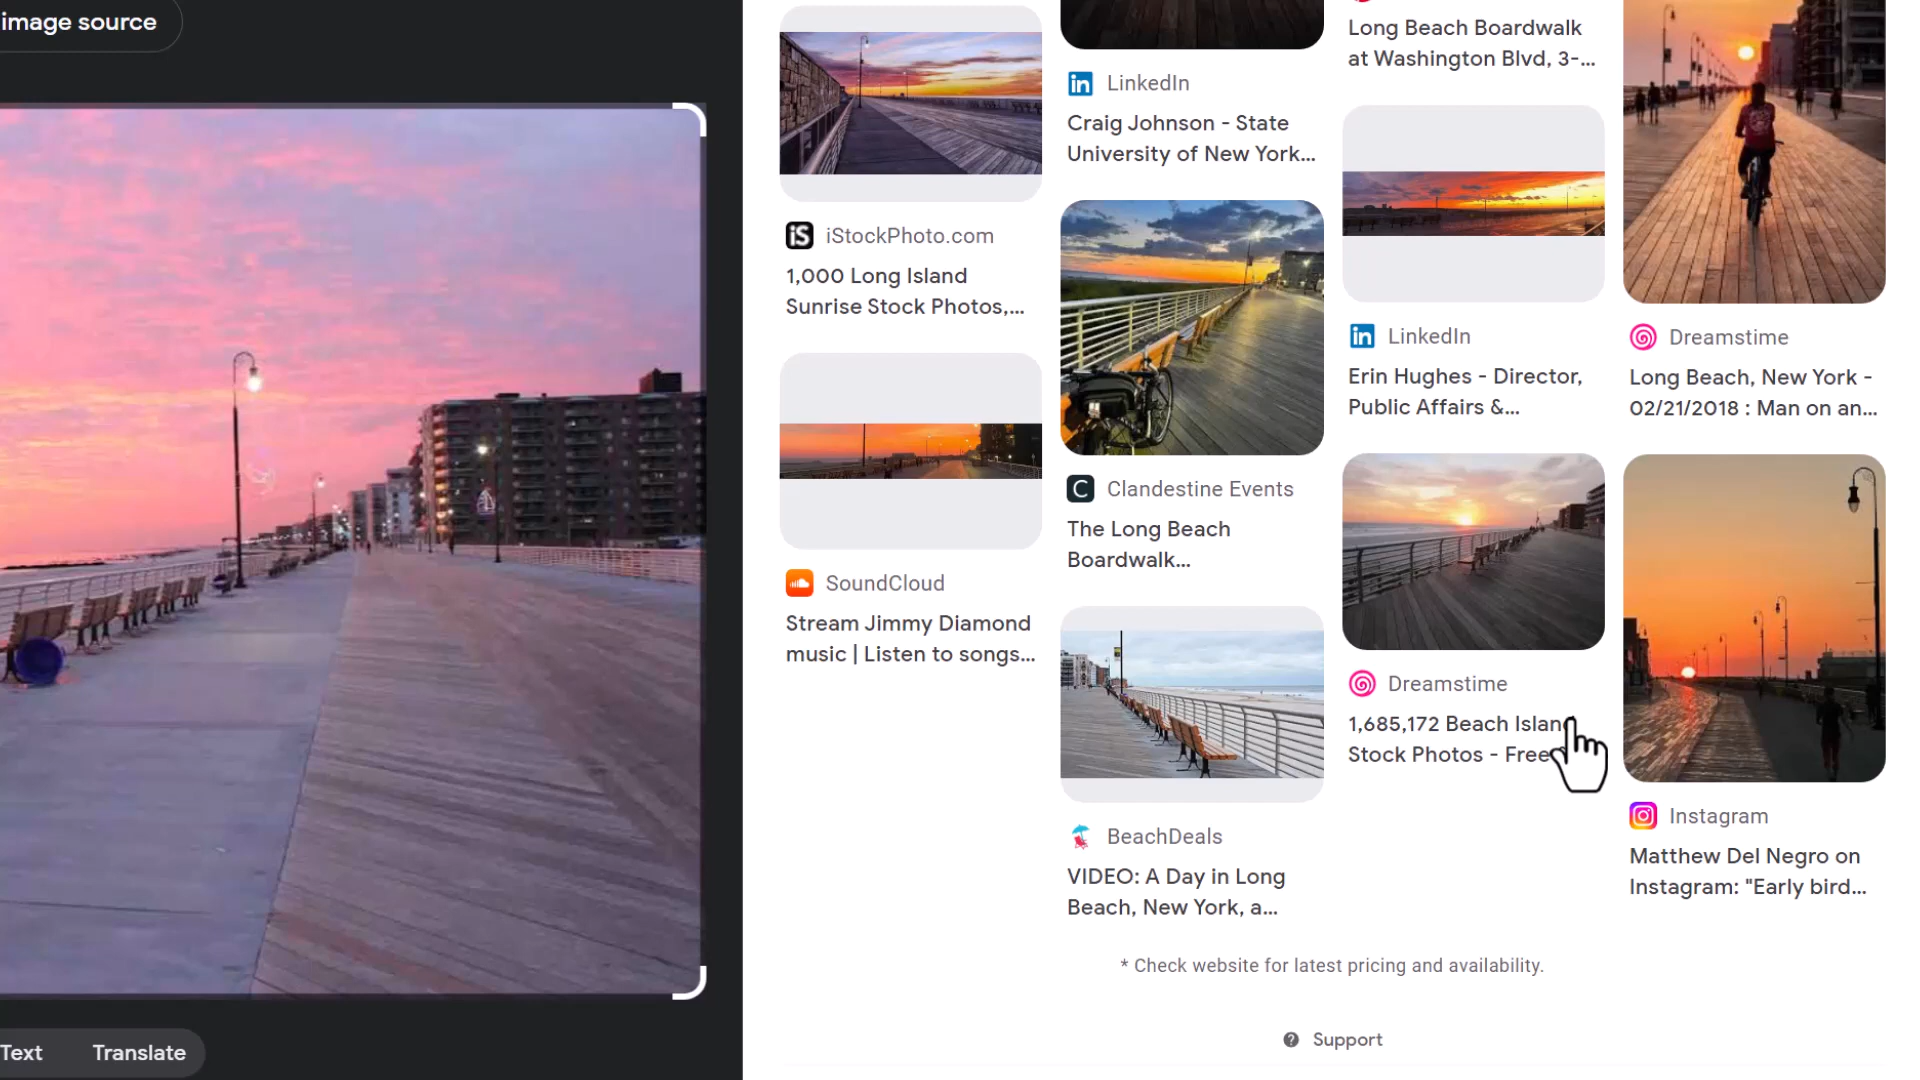 image source
Text
Translate
iStockPhoto.com
1,000 Long Island
Sunrise Stock Photos,...
SoundCloud
Stream Jimmy Diamond
music | Listen to songs...
LinkedIn
Craig Johnson - State
University of New York...
Clandestine Events
The Long Beach
Boardwalk...
BeachDeals
VIDEO: A Day in Long
Beach, New York, a...
Long Beach Boardwalk
at Washington Blvd, 3-...
LinkedIn
Erin Hughes - Director,
Public Affairs &...
Dreamstime
1,685,172 Beach Island
Stock Photos - Free
Dreamstime
Long Beach, New York -
02/21/2018 : Man on an...
Instagram
Matthew Del Negro on
Instagram: "Early bird...
* Check website for latest pricing and availability.
Support